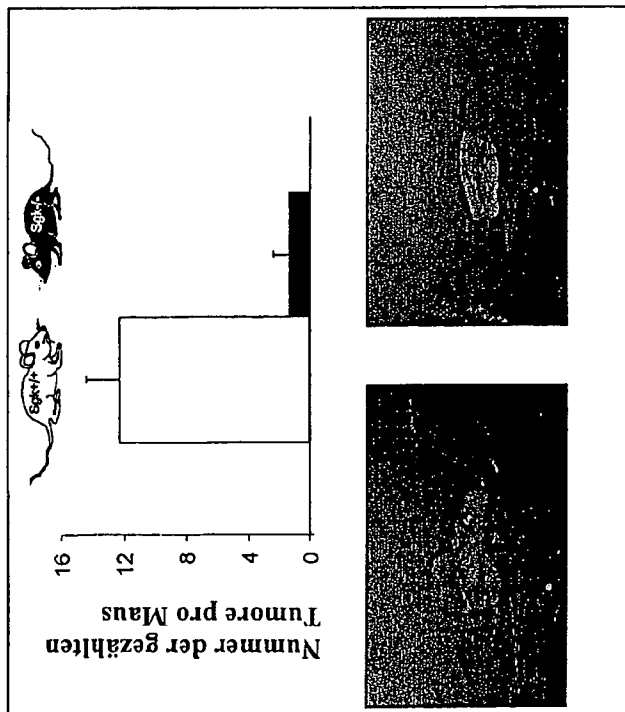 Nummer der gezählten
Tumore pro Maus
16
12
8
4
0
Sgk+/+
Sgk-/-